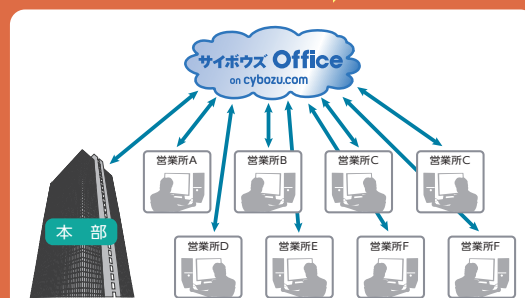 サイボウズ Office
on cybozu.com
営業所A
営業所B
営業所C
営業所C
本 部
営業所D
営業所E
営業所F
営業所F